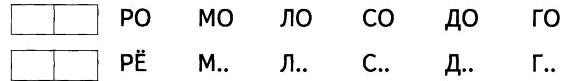 РО МО ЛО СО ДО ГО
РЁ М.. Л.. С.. Д.. Г..